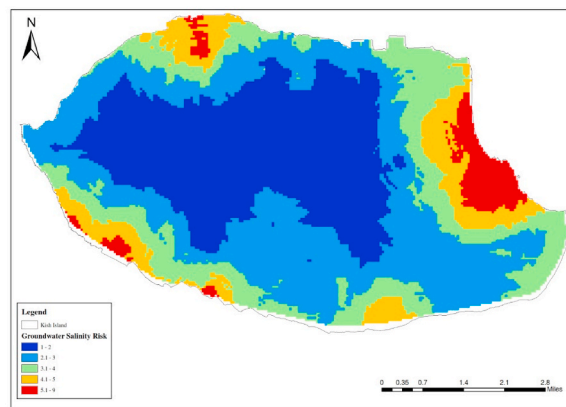 N
Legend
Kish Island
Groundwater Salinity Risk
1 - 2
2.1 - 3
3.1 - 4
4.1 - 5
5.1 - 9
0 0.35 0.7 1.4 2.1 2.8
Miles